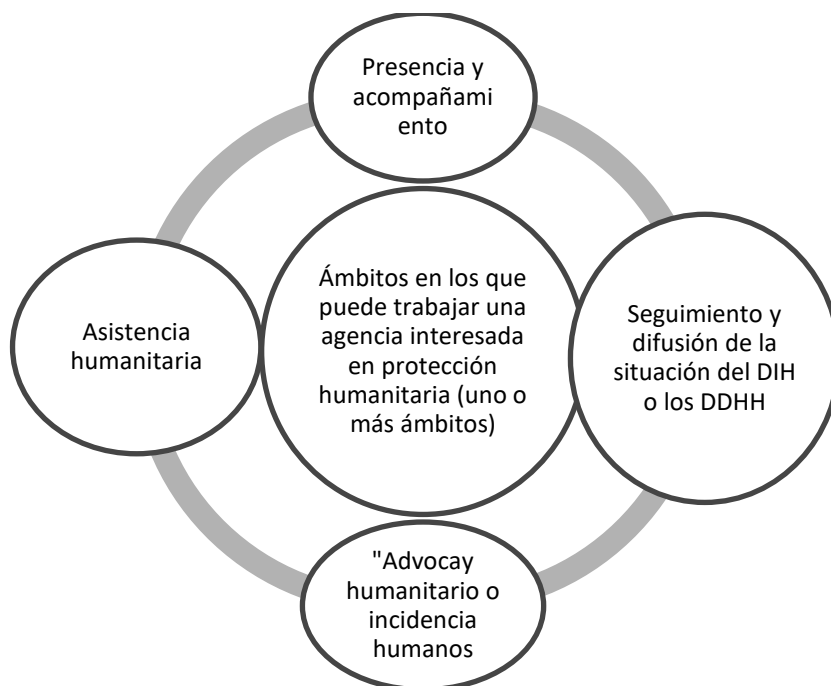 Presencia y
acompañami
ento
Ámbitos en los que
puede trabajar una
agencia interesada
en protección
humanitaria (uno o
más ámbitos)
Seguimiento y
difusión de la
situación del DIH
o los DDHH
Asistencia
humanitaria
"Advocay
humanitario o
incidencia
humanos